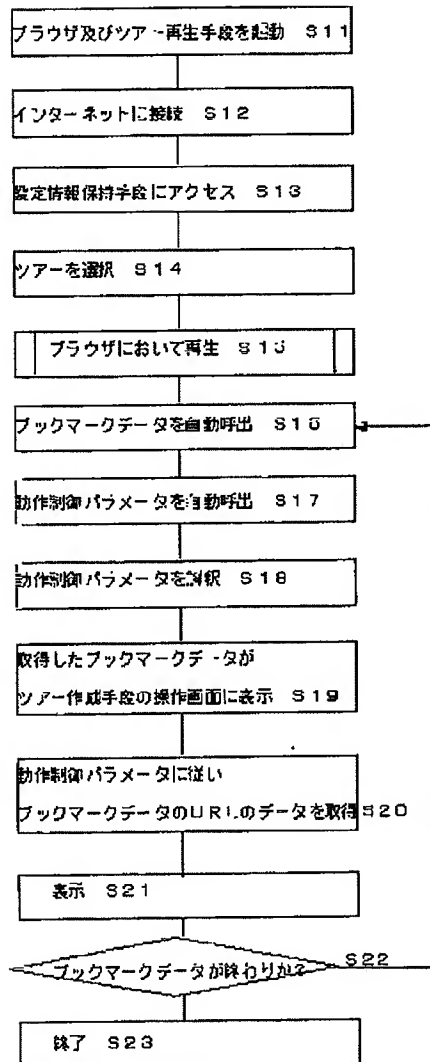 ブラウザ及びツアー再生手段を起動 S11
インターネットに接続 S12
設定情報保持手段にアクセス S13
ツアーを選択 S14
ブラウザにおいて再生 S15
ブックマークデータを自動呼出 S16
動作制御パラメータを自動呼出 S17
動作制御パラメータを解釈 S18
取得したブックマークデータが
ツアー作成手段の操作画面に表示 S19
動作制御パラメータに従い
ブックマークデータのURLのデータを取得S20
表示 S21
ブックマークデータが終わりか? S22
終了 S23